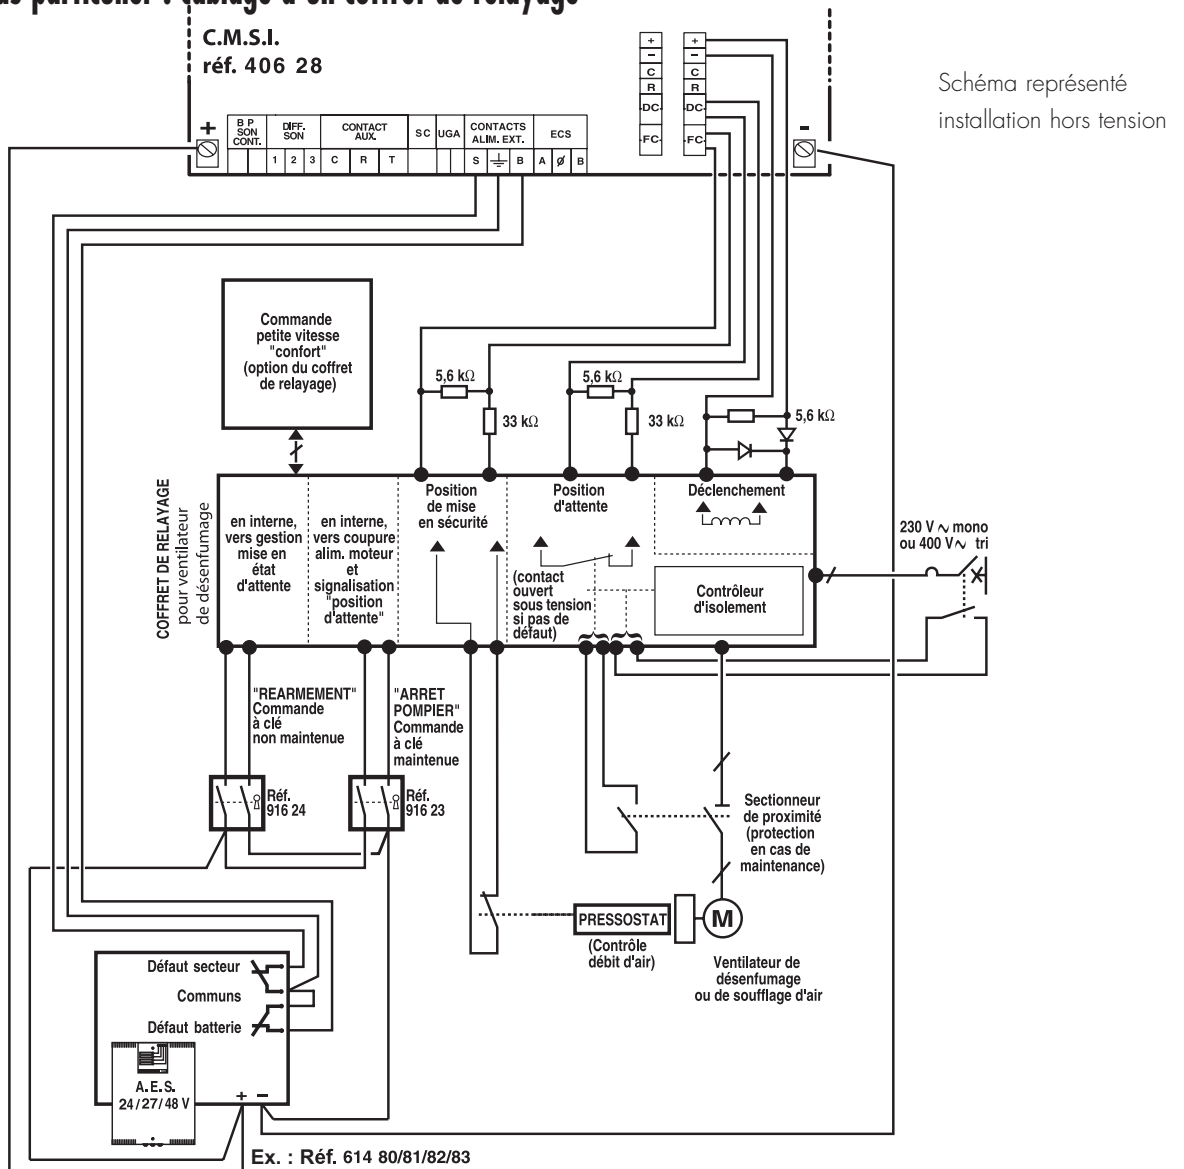 C.M.S.I.
réf. 406 28
Schéma représenté
installation hors tension
+
-
B P
SON
CONT.
DIFF.
SON
CONTACT
AUX.
SC
UGA
CONTACTS
ALIM. EXT.
ECS
1 2 3 C R T S B A Ø B
+ +
– –
C C
R R
DC DC
FC FC
Commande
petite vitesse
"confort"
(option du coffret
de relayage)
5,6 kΩ
33 kΩ
5,6 kΩ
33 kΩ
5,6 kΩ
COFFRET DE RELAYAGE
pour ventilateur
de désenfumage
en interne,
vers gestion
mise en
état
d'attente
en interne,
vers coupure
alim. moteur
et
signalisation
"position
d'attente"
Position
de mise
en sécurité
Position
d'attente
(contact
ouvert
sous tension
si pas de
défaut)
Déclenchement
Contrôleur
d'isolement
230 V ∿ mono
ou 400 V ∿ tri
"REARMEMENT"
Commande
à clé
non maintenue
"ARRET
POMPIER"
Commande
à clé
maintenue
Réf.
916 24
Réf.
916 23
Sectionneur
de proximité
(protection
en cas de
maintenance)
PRESSOSTAT
(Contrôle
débit d'air)
M
Ventilateur de
désenfumage
ou de soufflage d'air
Défaut secteur
Communs
Défaut batterie
A.E.S.
24/27/48 V
+ –
Ex. : Réf. 614 80/81/82/83